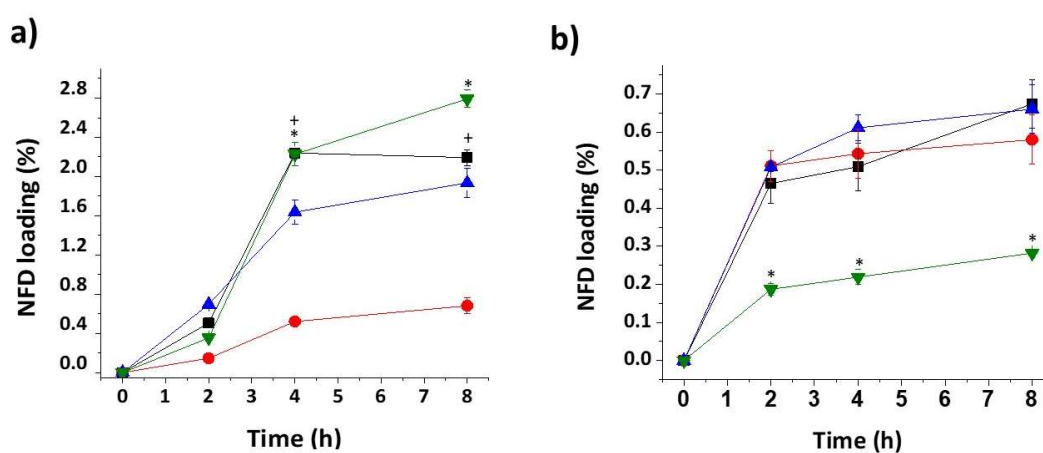 a)
NFD loading (%)
2.8
2.4
2.0
1.6
1.2
0.8
0.4
0.0
+
*
*
+
0 1 2 3 4 5 6 7 8
Time (h)
b)
NFD loading (%)
0.7
0.6
0.5
0.4
0.3
0.2
0.1
0.0
* * *
0 1 2 3 4 5 6 7 8
Time (h)